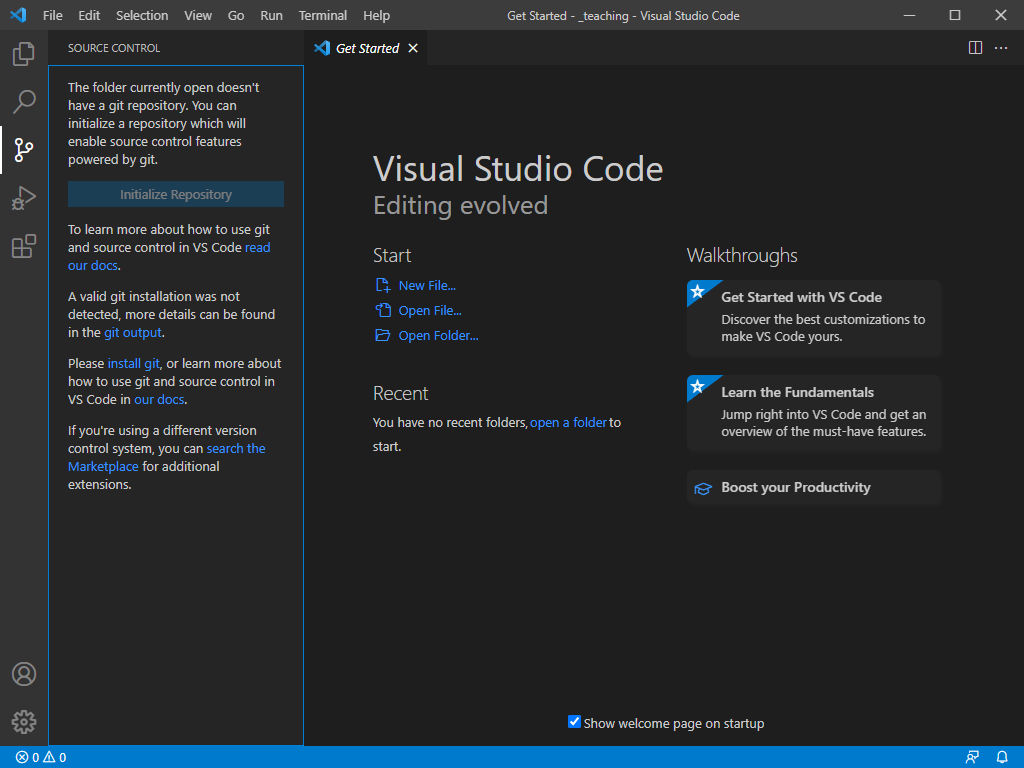 File Edit Selection View Go Run Terminal Help
Get Started - _teaching - Visual Studio Code
SOURCE CONTROL
The folder currently open doesn't
have a git repository. You can
initialize a repository which will
enable source control features
powered by git.
Initialize Repository
To learn more about how to use git
and source control in VS Code read
our docs.
A valid git installation was not
detected, more details can be found
in the git output.
Please install git, or learn more about
how to use git and source control in
VS Code in our docs.
If you're using a different version
control system, you can search the
Marketplace for additional
extensions.
Get Started
Visual Studio Code
Editing evolved
Start
New File...
Open File...
Open Folder...
Recent
You have no recent folders, open a folder to
start.
Walkthroughs
Get Started with VS Code
Discover the best customizations to
make VS Code yours.
Learn the Fundamentals
Jump right into VS Code and get an
overview of the must-have features.
Boost your Productivity
Show welcome page on startup
0 0